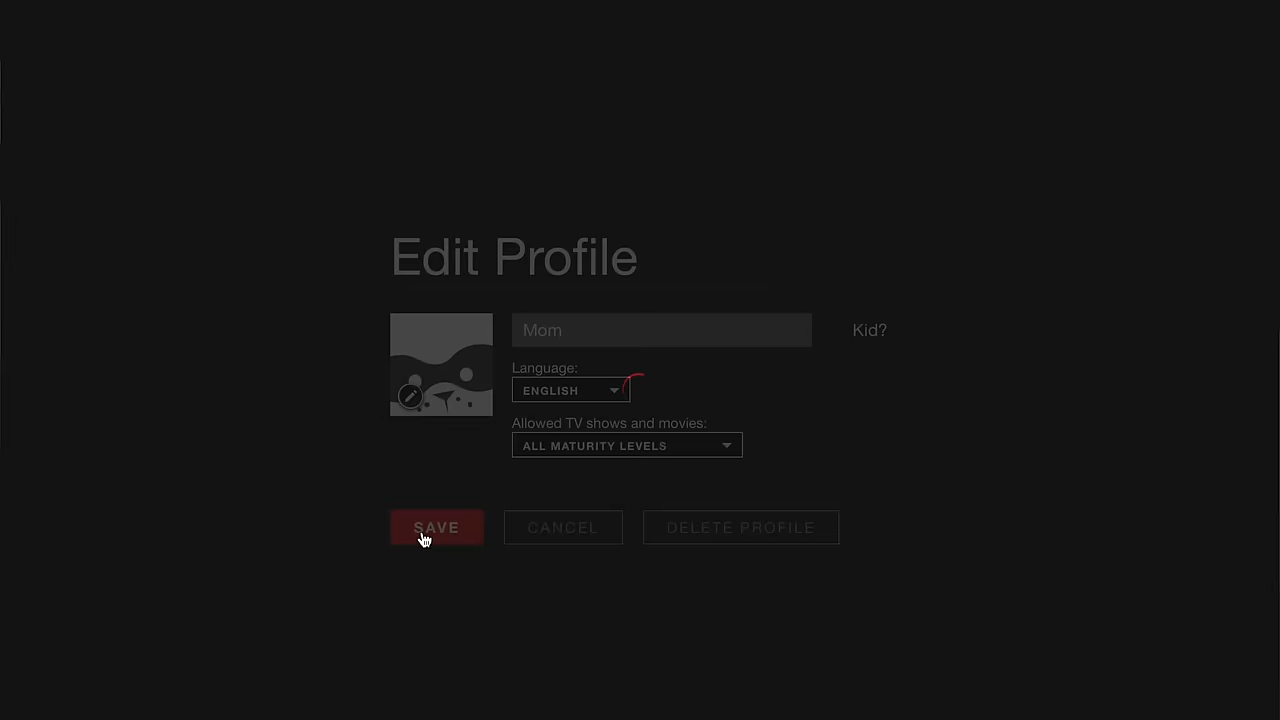 Edit Profile
Mom
Kid?
Language:
ENGLISH
Allowed TV shows and movies:
ALL MATURITY LEVELS
SAVE
CANCEL
DELETE PROFILE